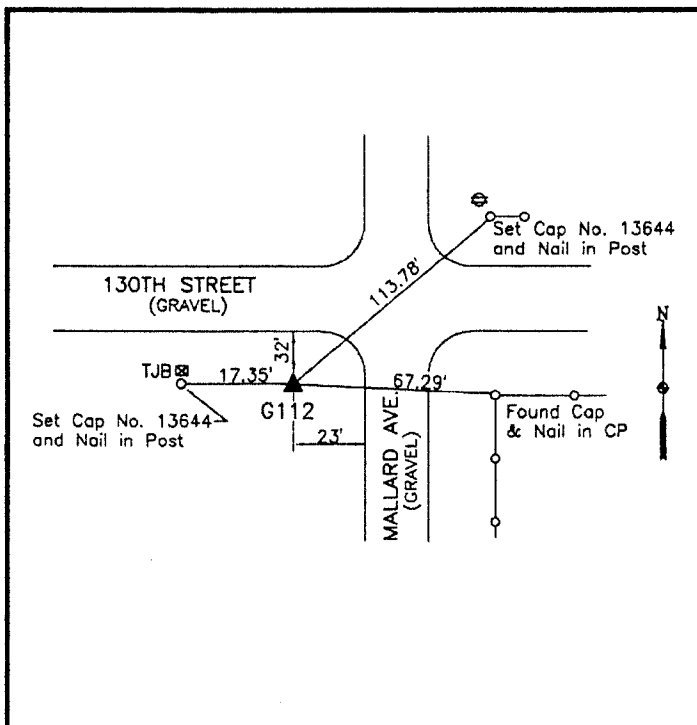 Set Cap No. 13644
and Nail in Post
113.78'
130TH STREET
(GRAVEL)
N
32'
TJB
17.35'
67.29'
G112
Set Cap No. 13644
and Nail in Post
23'
MALLARD AVE.
(GRAVEL)
Found Cap
& Nail in CP